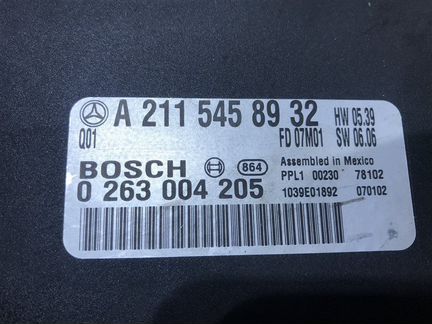 A 211 545 89 32 HW 05.39
Q01 FD 07M01 SW 06.06
BOSCH 864 Assembled in Mexico
0 263 004 205 PPL1 00230 78102
1039E01892 070102